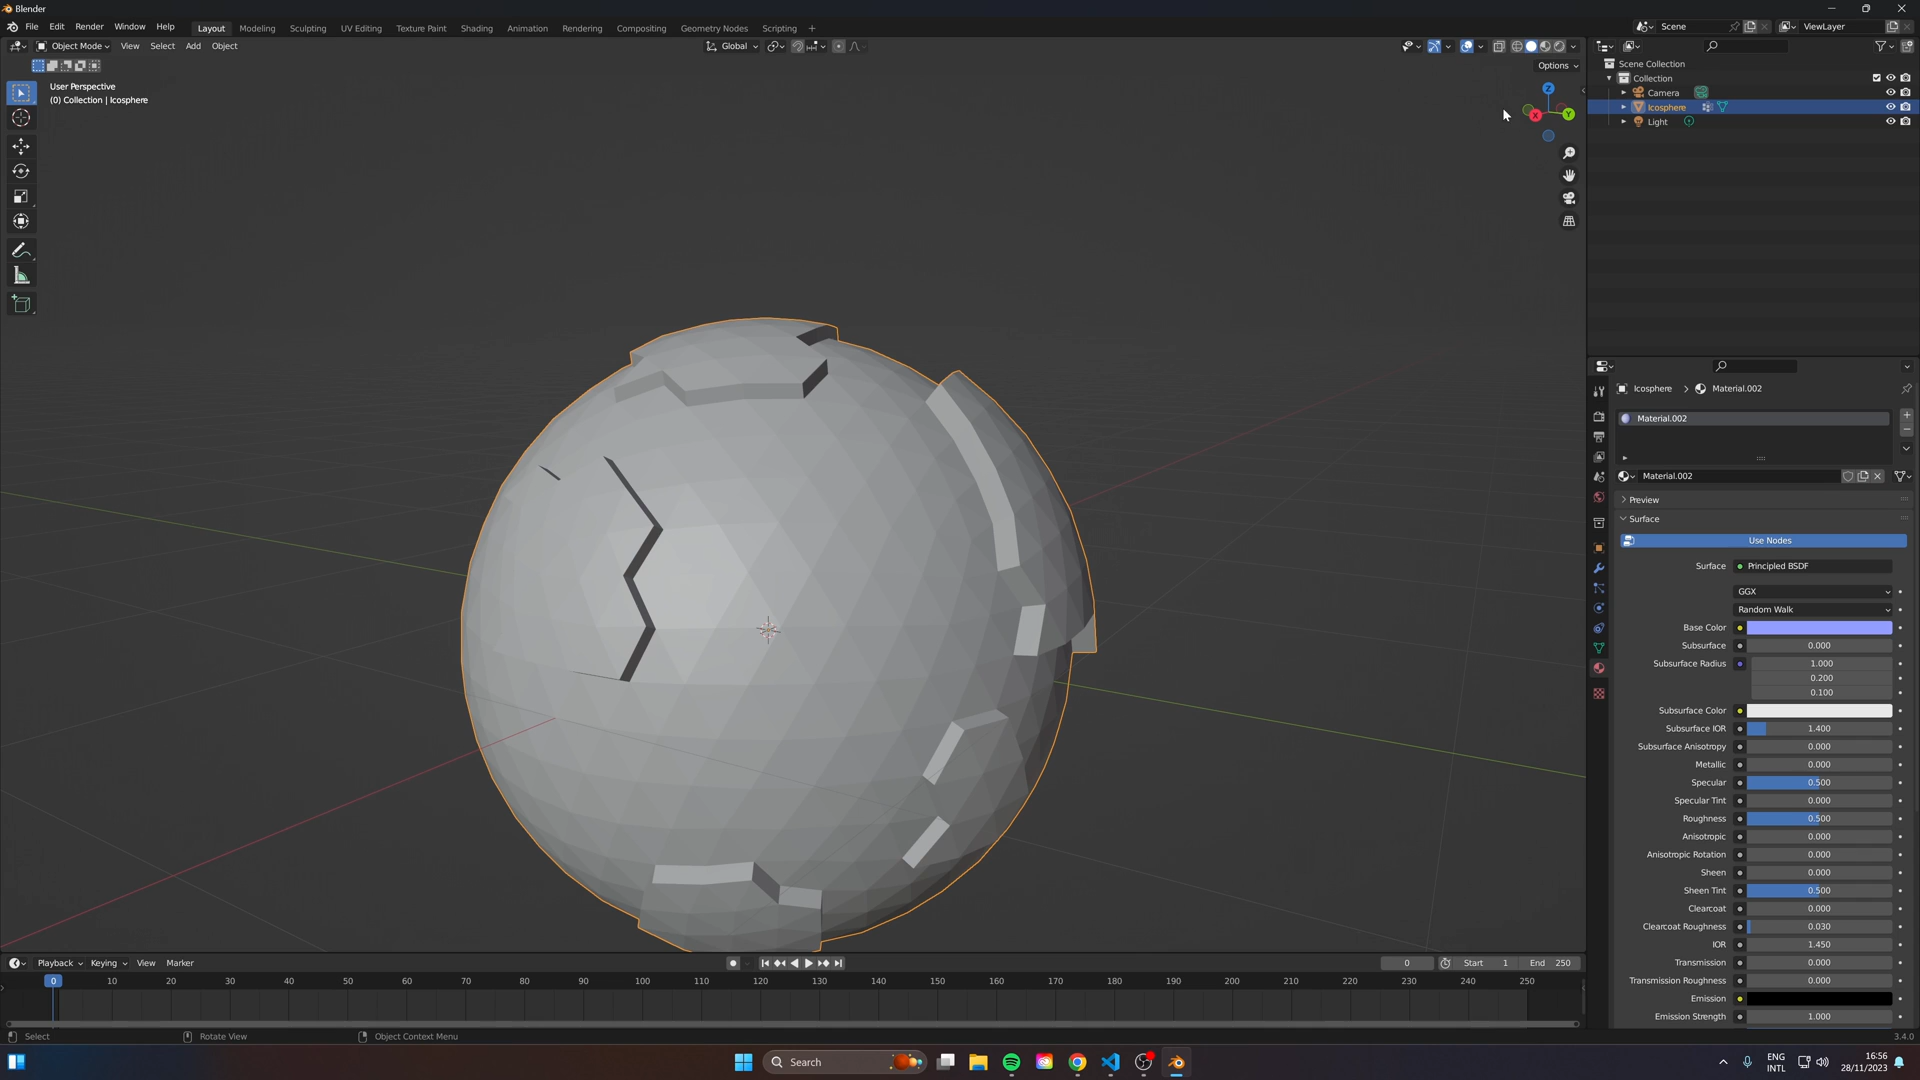 Blender
File Edit Render Window Help
Layout Modeling Sculpting UV Editing Texture Paint Shading Animation Rendering Compositing Geometry Nodes Scripting +
Scene
ViewLayer
Object Mode View Select Add Object
Global
Options
User Perspective
(0) Collection | Icosphere
Z
X
Y
Scene Collection
Collection
Camera
Icosphere
Light
Icosphere > Material.002
Material.002
Material.002
Preview
Surface
Use Nodes
Surface Principled BSDF
GGX
Random Walk
Base Color
Subsurface 0.000
Subsurface Radius 1.000
0.200
0.100
Subsurface Color
Subsurface IOR 1.400
Subsurface Anisotropy 0.000
Metallic 0.000
Specular 0.500
Specular Tint 0.000
Roughness 0.500
Anisotropic 0.000
Anisotropic Rotation 0.000
Sheen 0.000
Sheen Tint 0.500
Clearcoat 0.000
Clearcoat Roughness 0.030
IOR 1.450
Transmission 0.000
Transmission Roughness 0.000
Emission
Emission Strength 1.000
Playback Keying View Marker
0 Start 1 End 250
0 10 20 30 40 50 60 70 80 90 100 110 120 130 140 150 160 170 180 190 200 210 220 230 240 250
Select Rotate View Object Context Menu
3.4.0
Search
ENG
INTL
16:56
28/11/2023